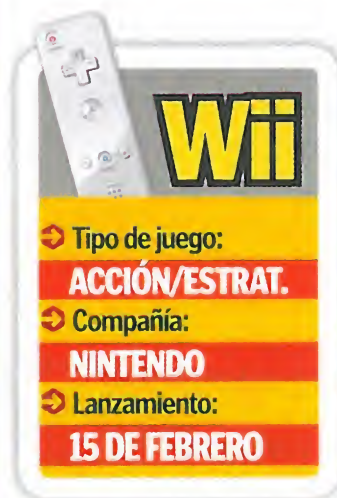 Wii
Tipo de juego:
ACCIÓN/ESTRAT.
Compañía:
NINTENDO
Lanzamiento:
15 DE FEBRERO